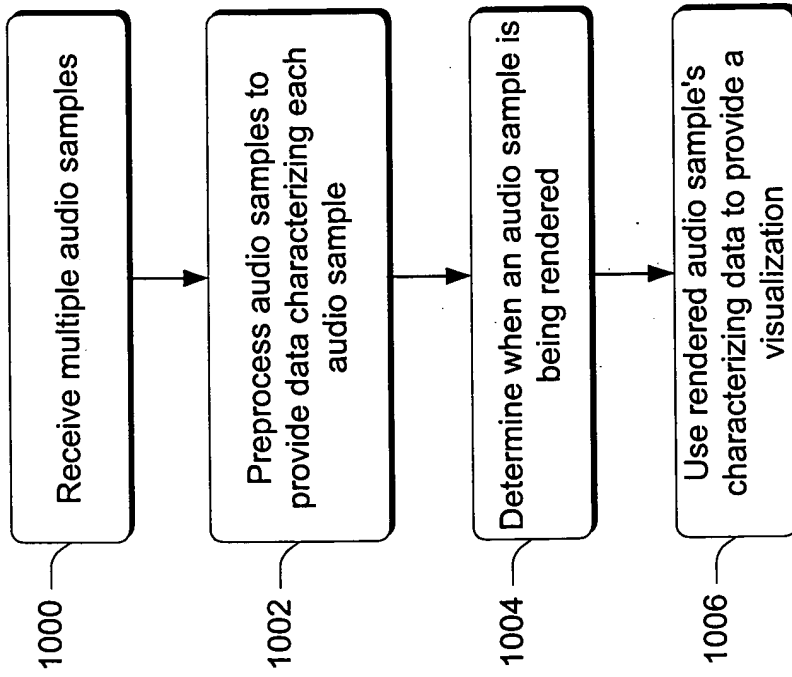 1000
Receive multiple audio samples
1002
Preprocess audio samples to
provide data characterizing each
audio sample
1004
Determine when an audio sample is
being rendered
1006
Use rendered audio sample's
characterizing data to provide a
visualization